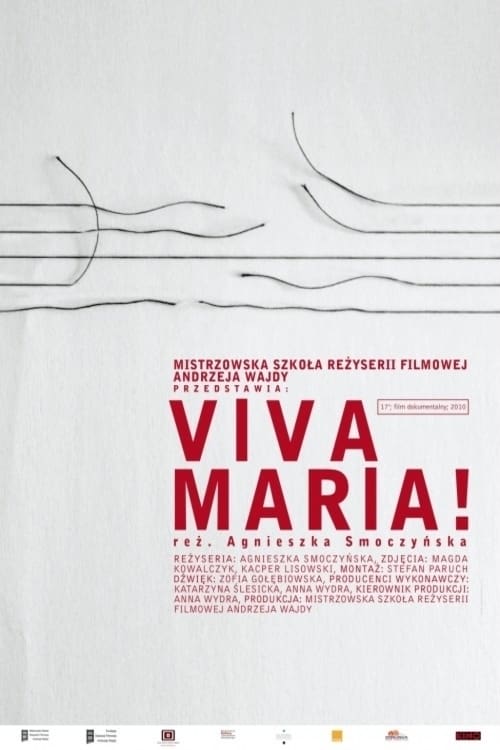 MISTRZOWSKA SZKOŁA REŻYSERII FILMOWEJ
ANDRZEJA WAJDY
PRZEDSTAWIA:
VIVA
17"; film dokumentalny; 2010
MARIA!
reż. Agnieszka Smoczyńska
REŻYSERIA: AGNIESZKA SMOCZYŃSKA, ZDJĘCIA: MAGDA
KOWALCZYK, KACPER LISOWSKI, MONTAŻ: STEFAN PARUCH
DŹWIĘK: ZOFIA GOŁĘBIOWSKA, PRODUCENCI WYKONAWCZY:
KATARZYNA ŚLESICKA, ANNA WYDRA, KIEROWNIK PRODUKCJI:
ANNA WYDRA, PRODUKCJA: MISTRZOWSKA SZKOŁA REŻYSERII
FILMOWEJ ANDRZEJA WAJDY